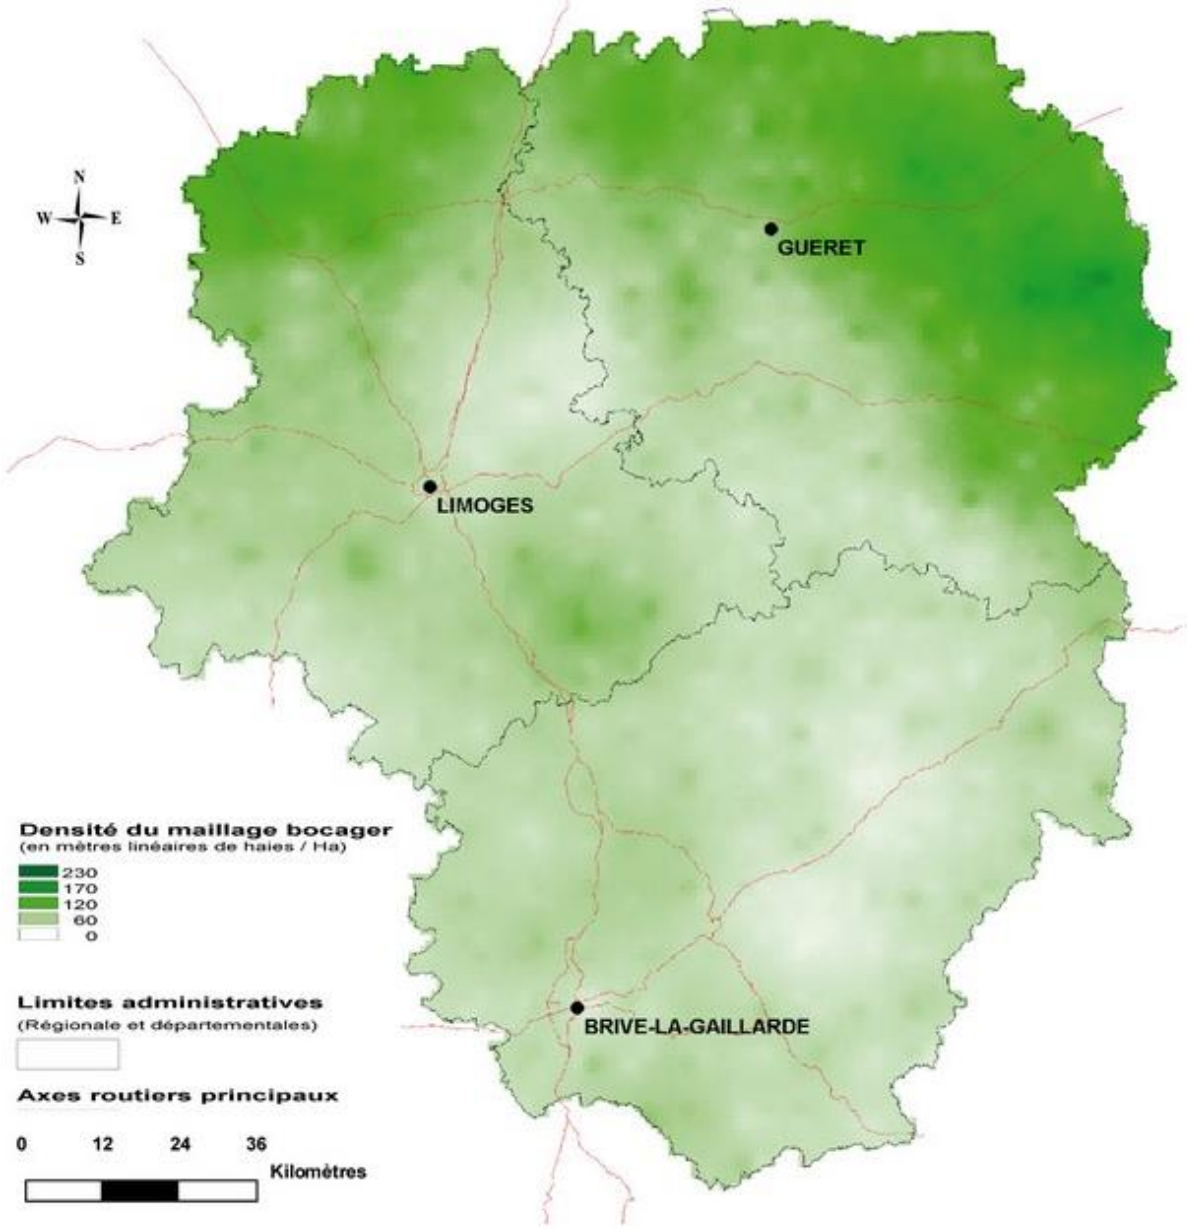 N
W E
S
GUERET
LIMOGES
BRIVE-LA-GAILLARDE
Densité du maillage bocager
(en mètres linéaires de haies / Ha)
230
170
120
60
0
Limites administratives
(Régionale et départementales)
Axes routiers principaux
0 12 24 36
Kilomètres